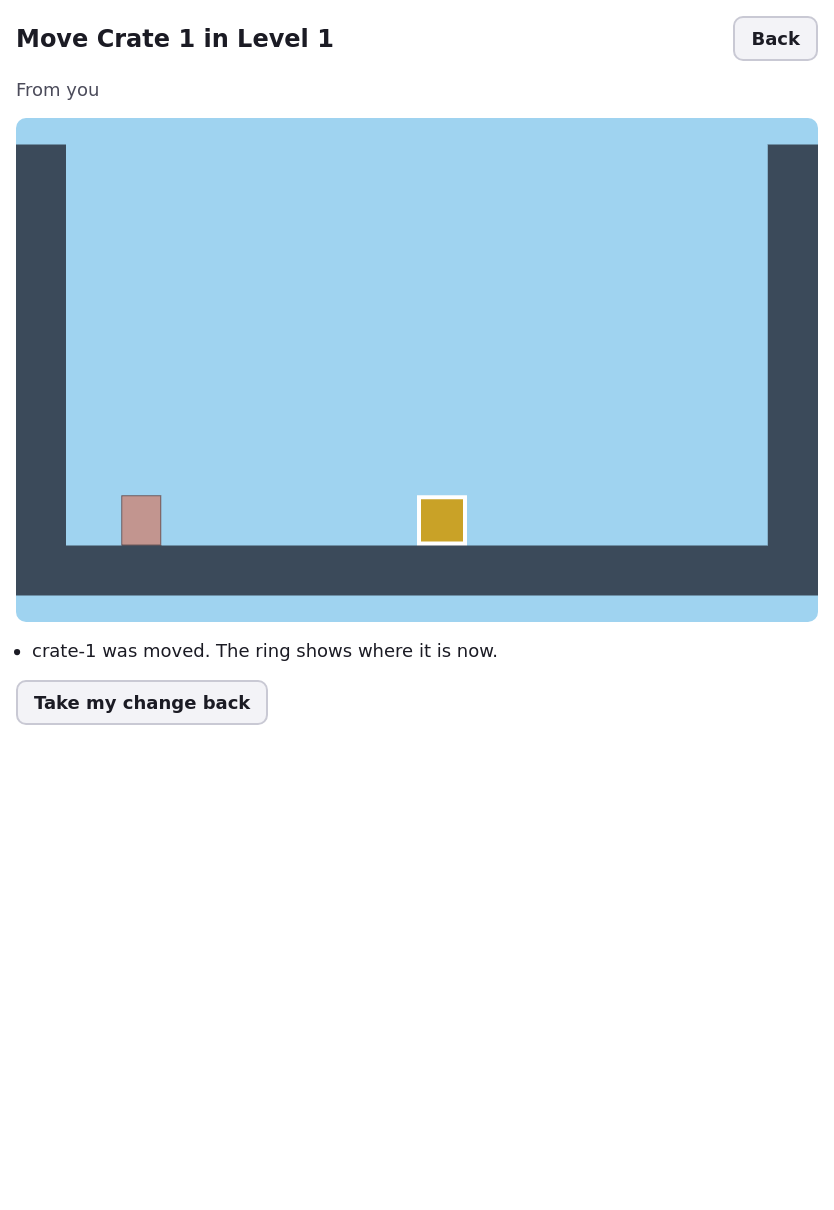 Move Crate 1 in Level 1
Back
From you
crate-1 was moved. The ring shows where it is now.
Take my change back